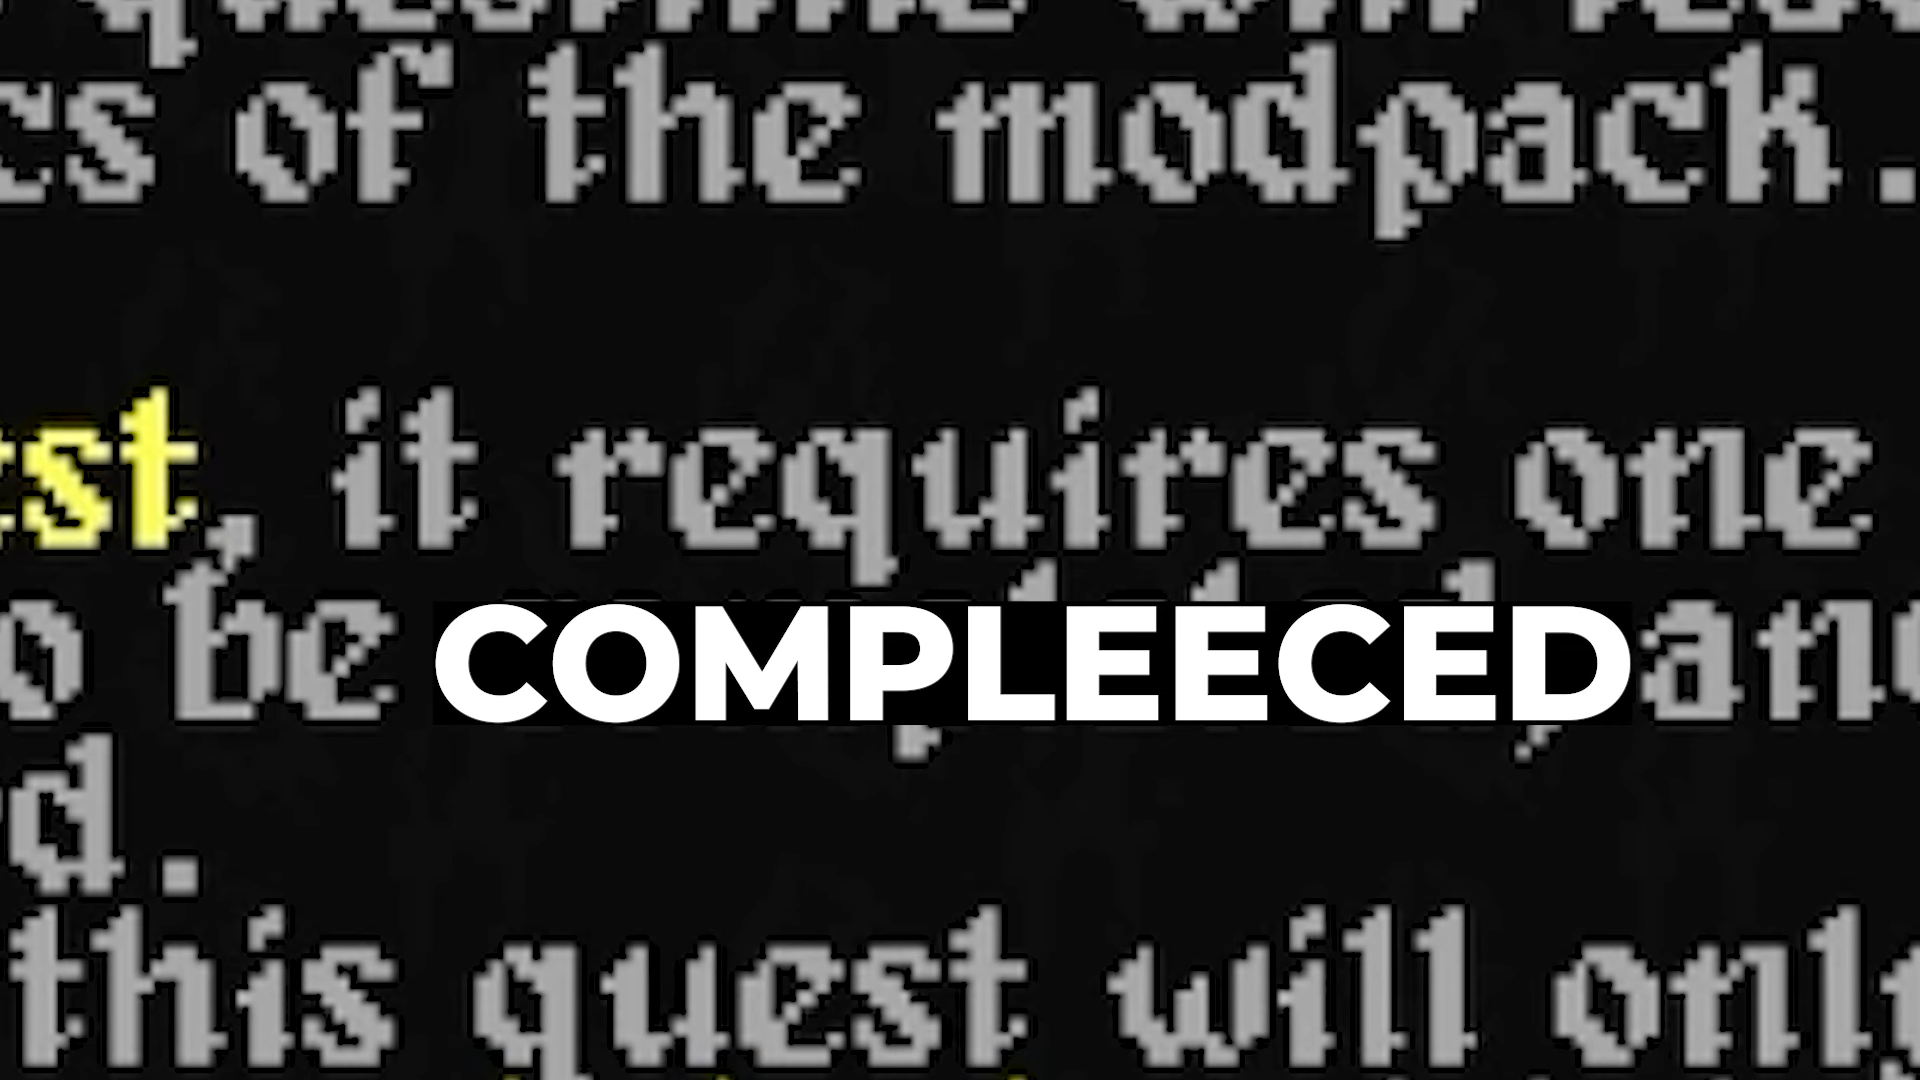 cs of the modpack.
st, it requires one
o be COMPLEECED and
d.
this quest will only